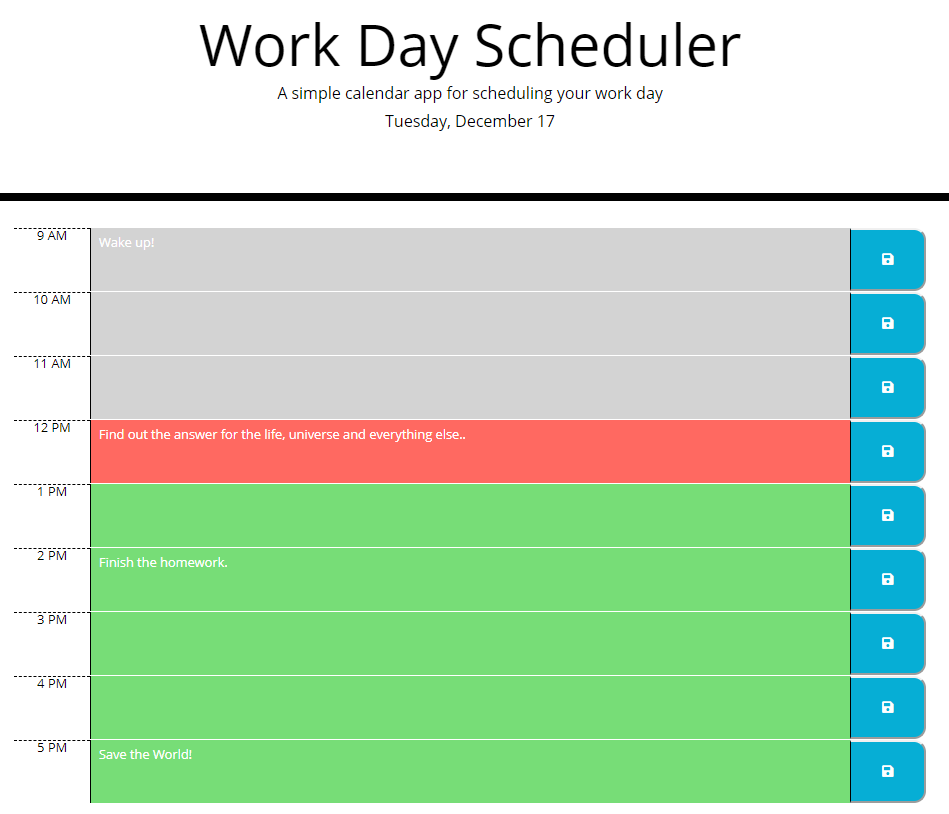 Work Day Scheduler
A simple calendar app for scheduling your work day
Tuesday, December 17
9 AM
Wake up!
10 AM
11 AM
12 PM
Find out the answer for the life, universe and everything else..
1 PM
2 PM
Finish the homework.
3 PM
4 PM
5 PM
Save the World!